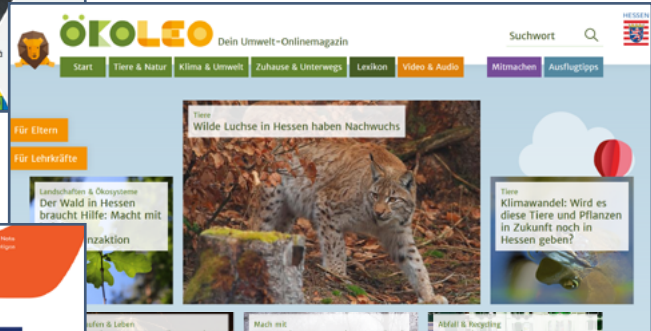 HESSEN
ÖKOLEO Dein Umwelt-Onlinemagazin
Suchwort
Start Tiere & Natur Klima & Umwelt Zuhause & Unterwegs Lexikon Video & Audio Mitmachen Ausflugtipps
Für Eltern
Für Lehrkräfte
Tiere
Wilde Luchse in Hessen haben Nachwuchs
Landschaften & Ökosysteme
Der Wald in Hessen
braucht Hilfe: Macht mit
nzaktion
Tiere
Klimawandel: Wird es
diese Tiere und Pflanzen
in Zukunft noch in
Hessen geben?
ufen & Leben
Mach mit
Abfall & Recycling